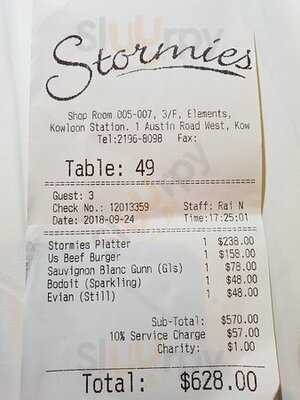 Stormies
Shop Room 005-007, 3/F, Elements,
Kowloon Station. 1 Austin Road West, Kow
Tel:2196-8098 Fax:
Table: 49
Guest: 3
Check No.: 12013359 Staff: Rai N
Date: 2018-09-24 Time:17:25:01
Stormies Platter 1 $238.00
Us Beef Burger 1 $158.00
Sauvignon Blanc Gunn (Gls) 1 $78.00
Bodoit (Sparkling) 1 $48.00
Evian (Still) 1 $48.00
Sub-Total: $570.00
10% Service Charge $57.00
Charity: $1.00
Total: $628.00